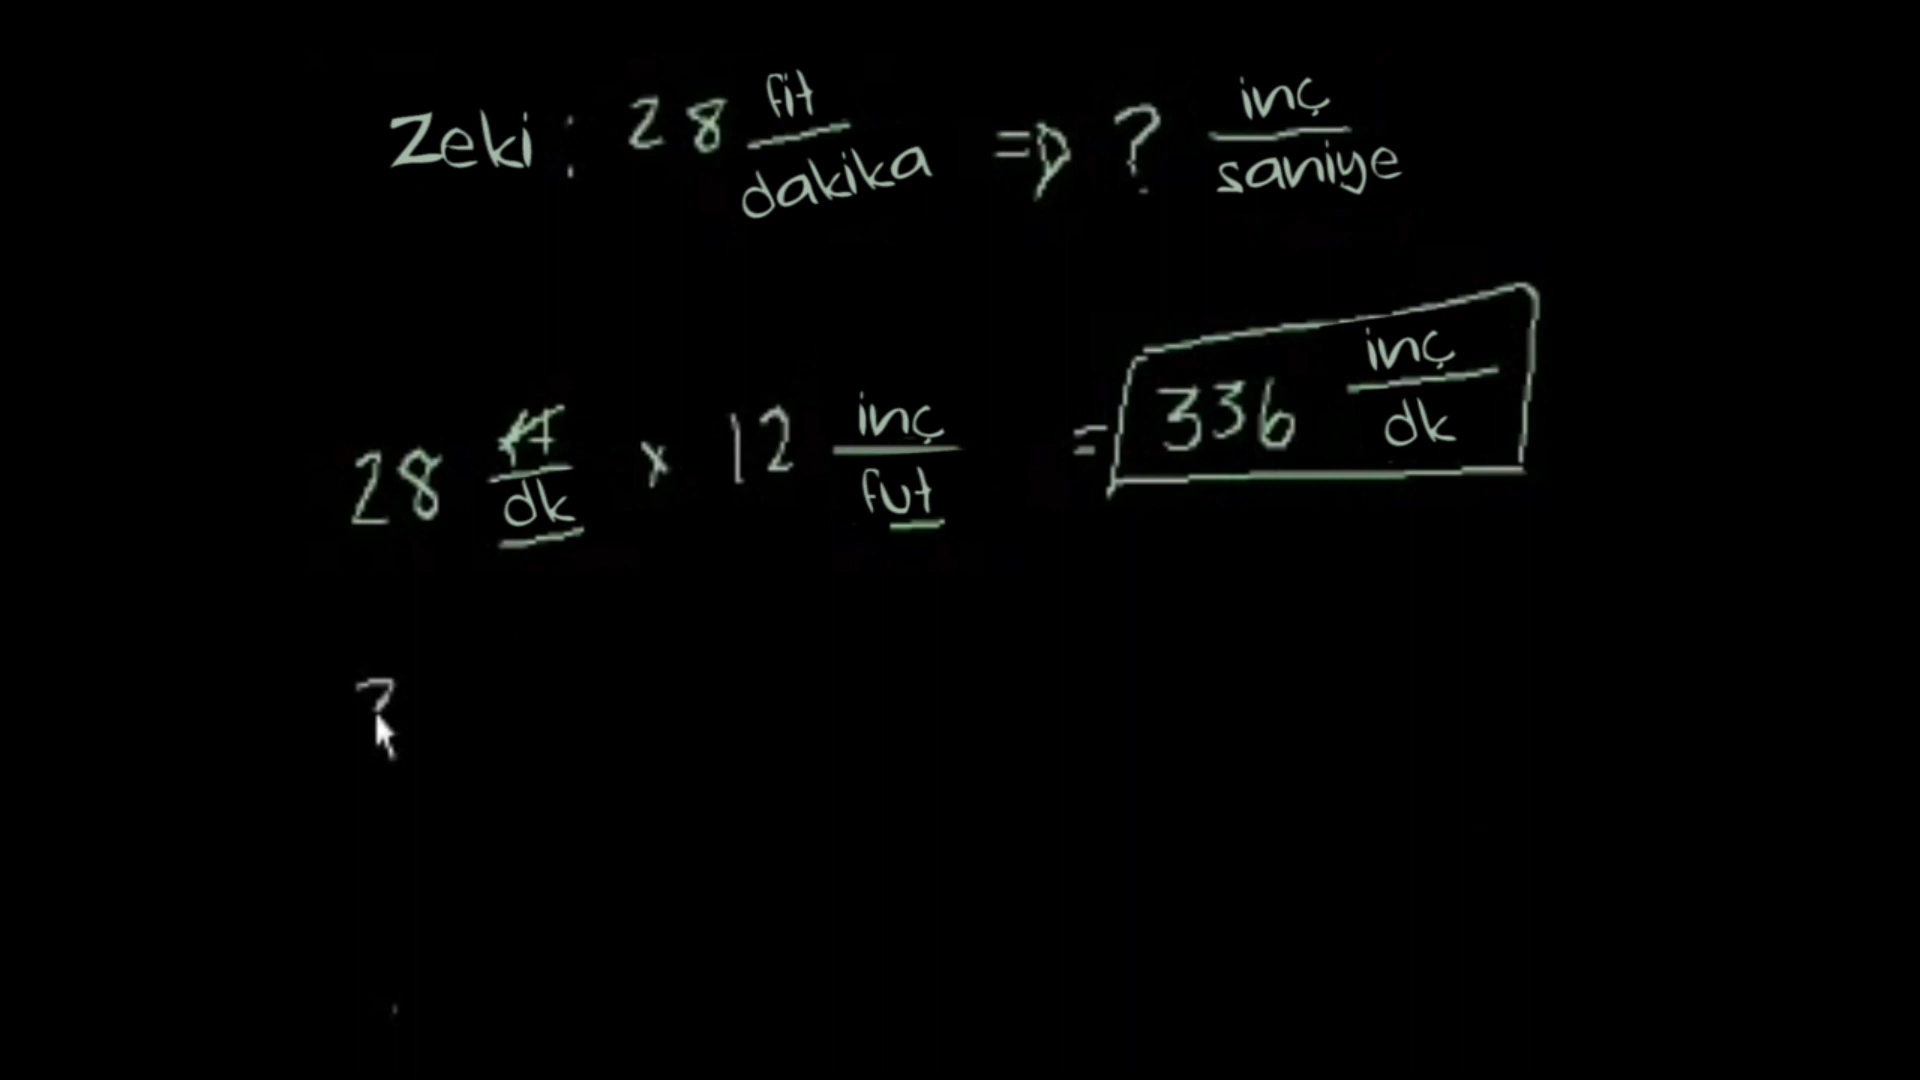 Zeki: 28 fit/dakika => ? inç/saniye
28 ft/dk x 12 inç/fut = 336 inç/dk